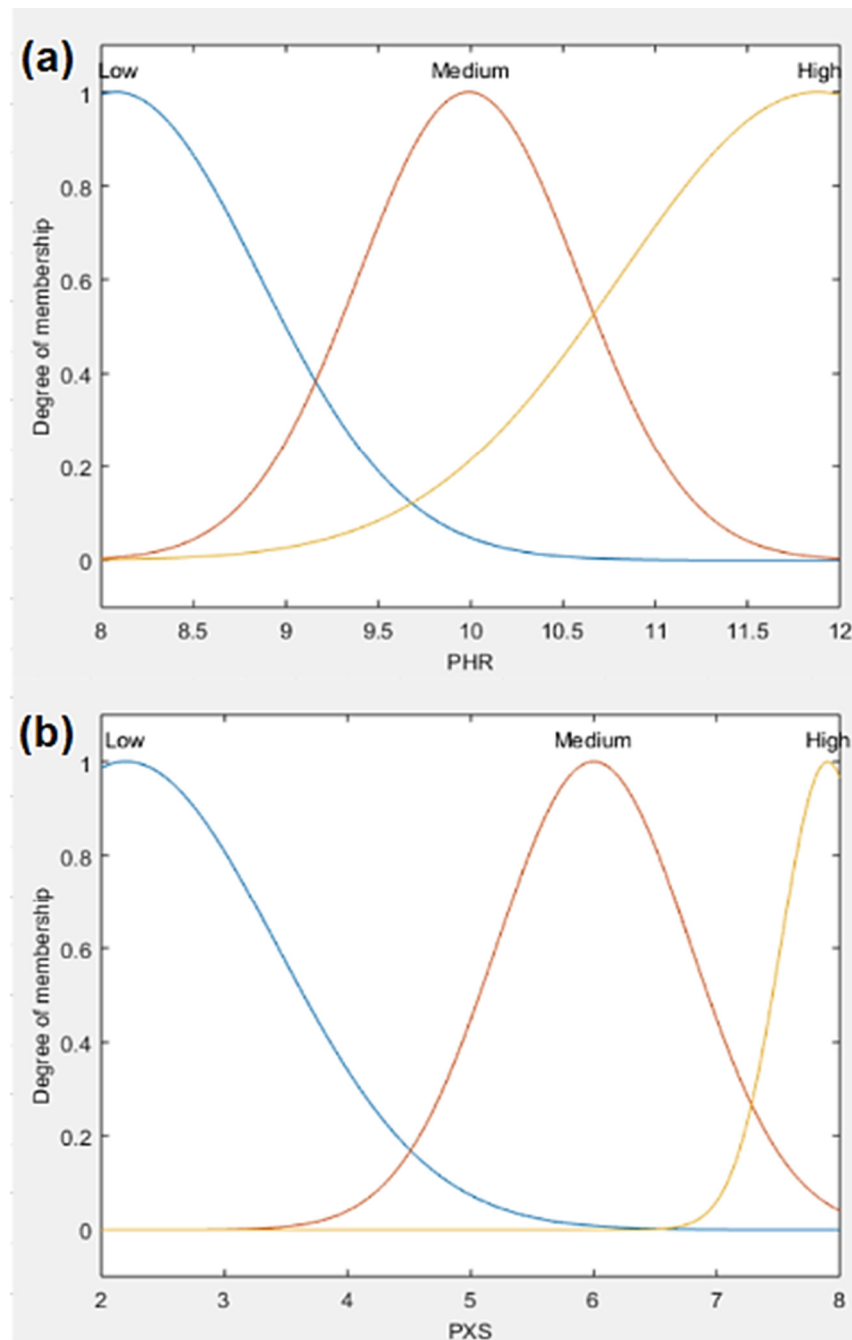 (a)
Low Medium High
1
0.8
0.6
0.4
0.2
0
Degree of membership
8 8.5 9 9.5 10 10.5 11 11.5 12
PHR
(b)
Low Medium High
1
0.8
0.6
0.4
0.2
0
Degree of membership
2 3 4 5 6 7 8
PXS